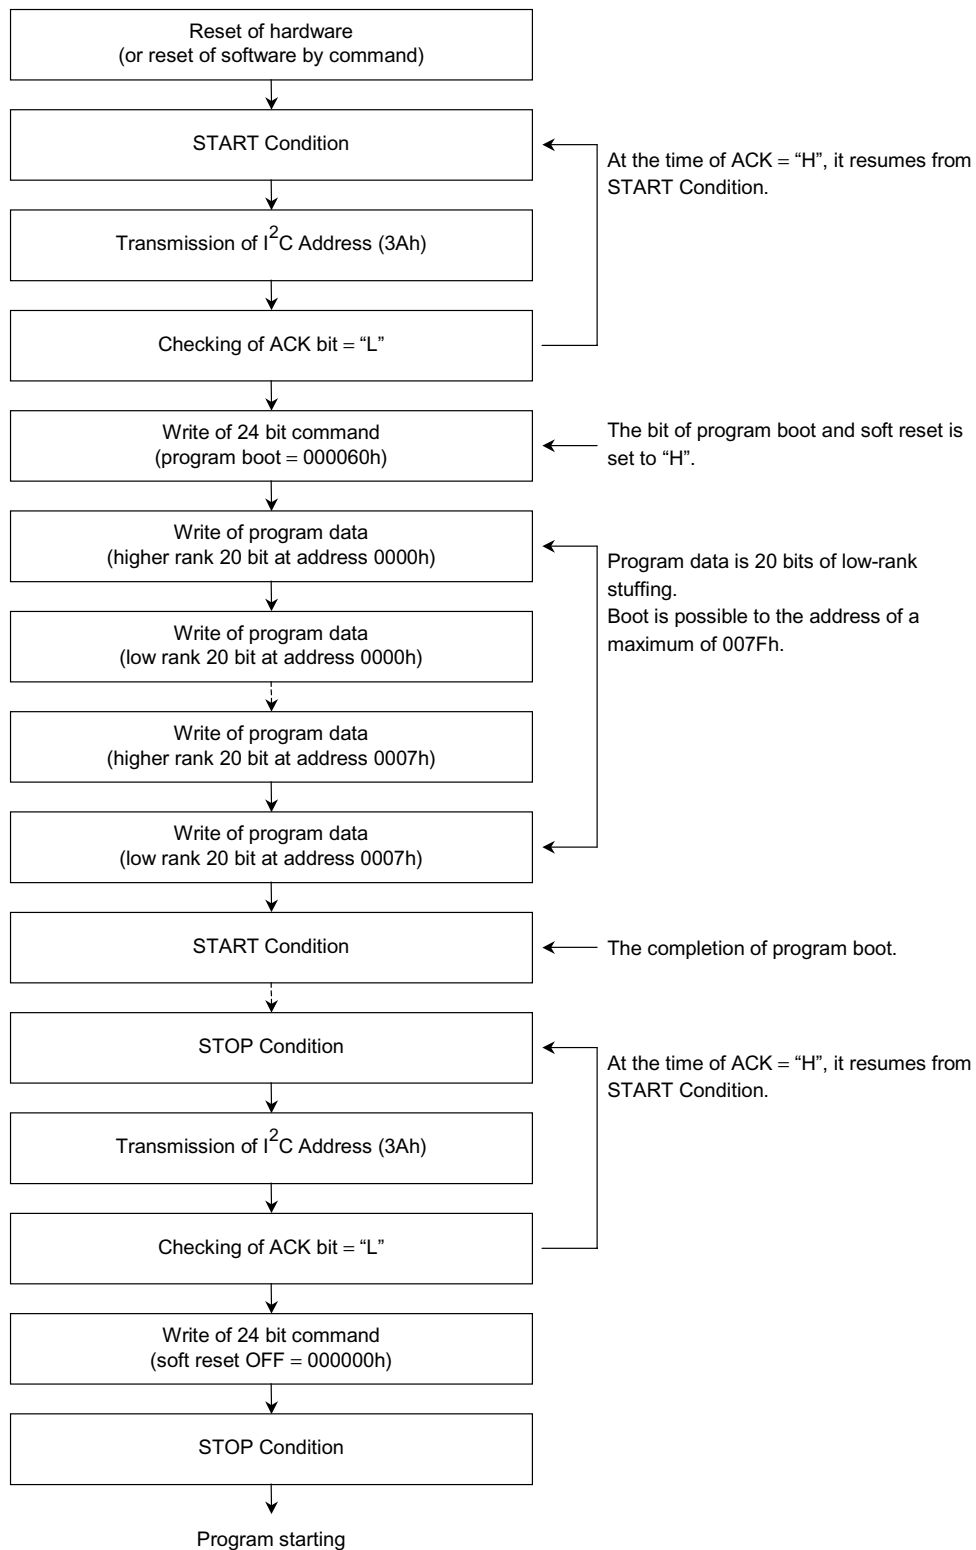 Reset of hardware
(or reset of software by command)
START Condition
At the time of ACK = “H”, it resumes from
START Condition.
Transmission of I2C Address (3Ah)
Checking of ACK bit = “L”
Write of 24 bit command
(program boot = 000060h)
The bit of program boot and soft reset is
set to “H”.
Write of program data
(higher rank 20 bit at address 0000h)
Program data is 20 bits of low-rank
stuffing.
Boot is possible to the address of a
maximum of 007Fh.
Write of program data
(low rank 20 bit at address 0000h)
Write of program data
(higher rank 20 bit at address 0007h)
Write of program data
(low rank 20 bit at address 0007h)
START Condition
The completion of program boot.
STOP Condition
At the time of ACK = “H”, it resumes from
START Condition.
Transmission of I2C Address (3Ah)
Checking of ACK bit = “L”
Write of 24 bit command
(soft reset OFF = 000000h)
STOP Condition
Program starting